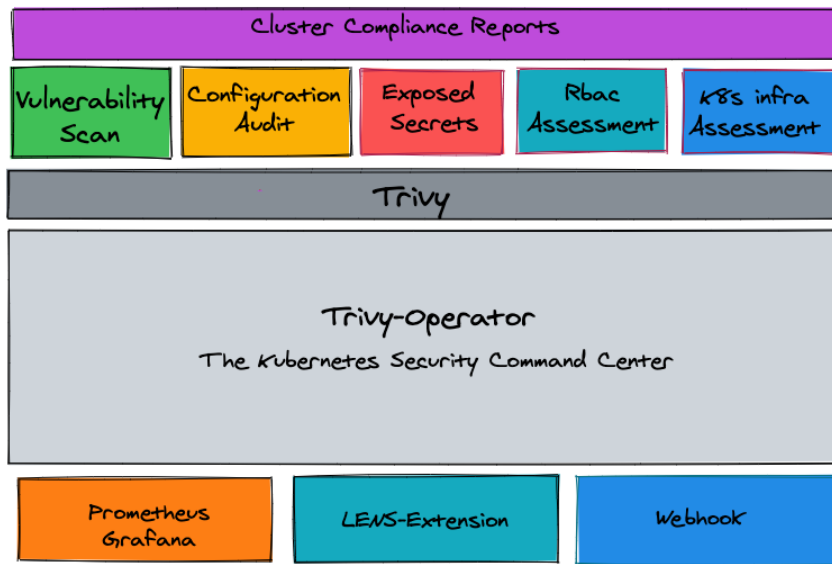 Cluster Compliance Reports
Vulnerability
Scan
Configuration
Audit
Exposed
Secrets
Rbac
Assessment
K8s infra
Assessment
Trivy
Trivy-Operator
The Kubernetes Security Command Center
Prometheus
Grafana
LENS-Extension
Webhook